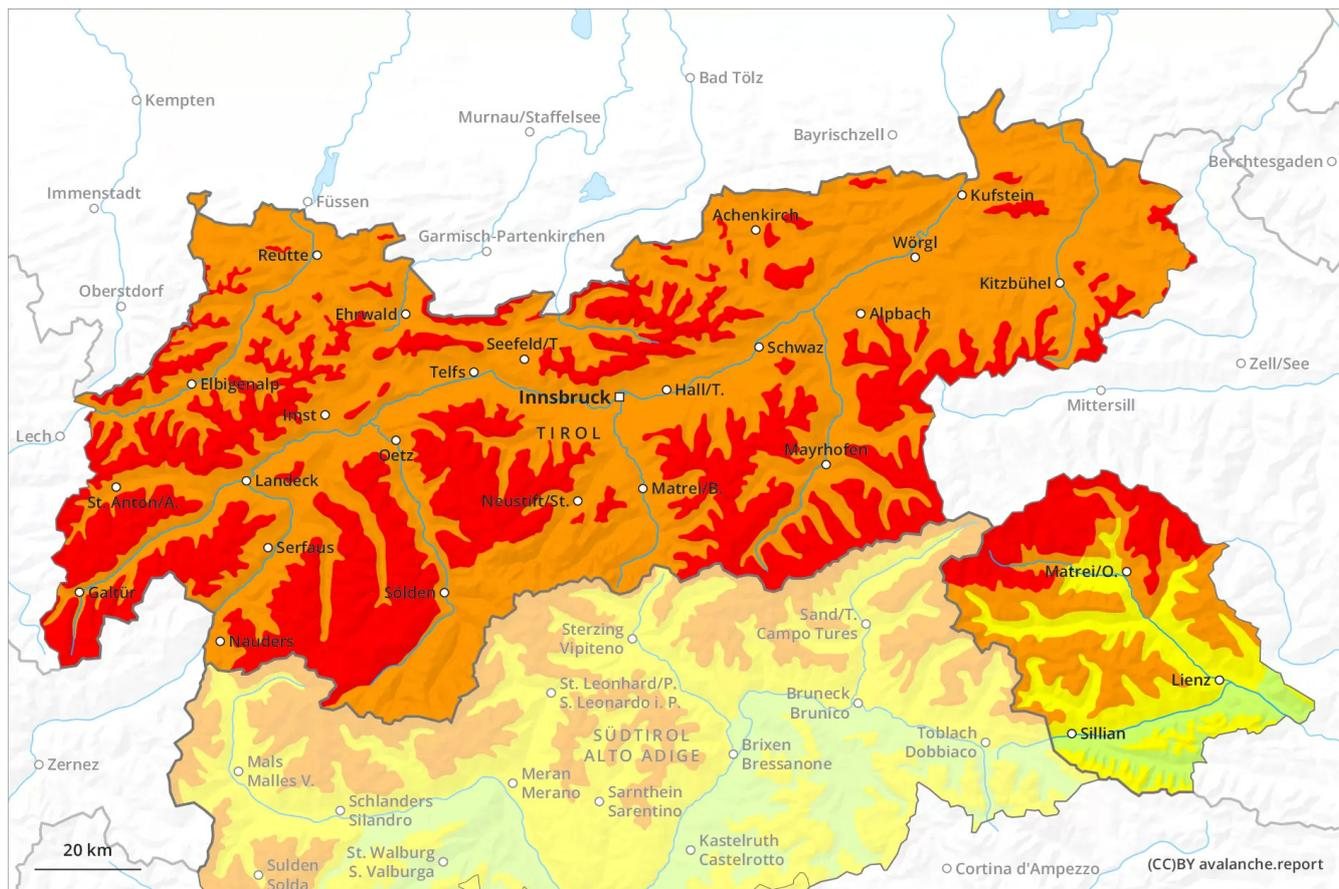 Bad Tölz
Kempten
Murnau/Staffelsee
Bayrischzell
Berchtesgaden
Immenstadt
Füssen
Kufstein
Achenkirch
Garmisch-Partenkirchen
Wörgl
Reutte
Kitzbühel
Oberstdorf
Ehrwald
Alpbach
Seefeld/T.
Schwaz
Zell/See
Telfs
Elbigenalp
Innsbruck
Hall/T.
Mittersill
Imst
TIROL
Lech
Oetz
Mayrhofen
Landeck
Matrei/B.
St. Anton/A.
Neustift/St.
Serfaus
Matrei/O.
Galtür
Sölden
Sand/T.
Campo Tures
Sterzing
Vipiteno
Nauders
St. Leonhard/P.
S. Leonardo i. P.
Lienz
Bruneck
Brunico
SÜDTIROL
ALTO ADIGE
Sillian
Toblach
Dobbiaco
Brixen
Bressanone
Zernez
Mals
Malles V.
Meran
Merano
Sarnthein
Sarentino
Schlanders
Silandro
Kastelruth
Castelrotto
20 km
St. Walburg
S. Valburga
Sulden
Solda
Cortina d'Ampezzo
(CC)BY avalanche.report